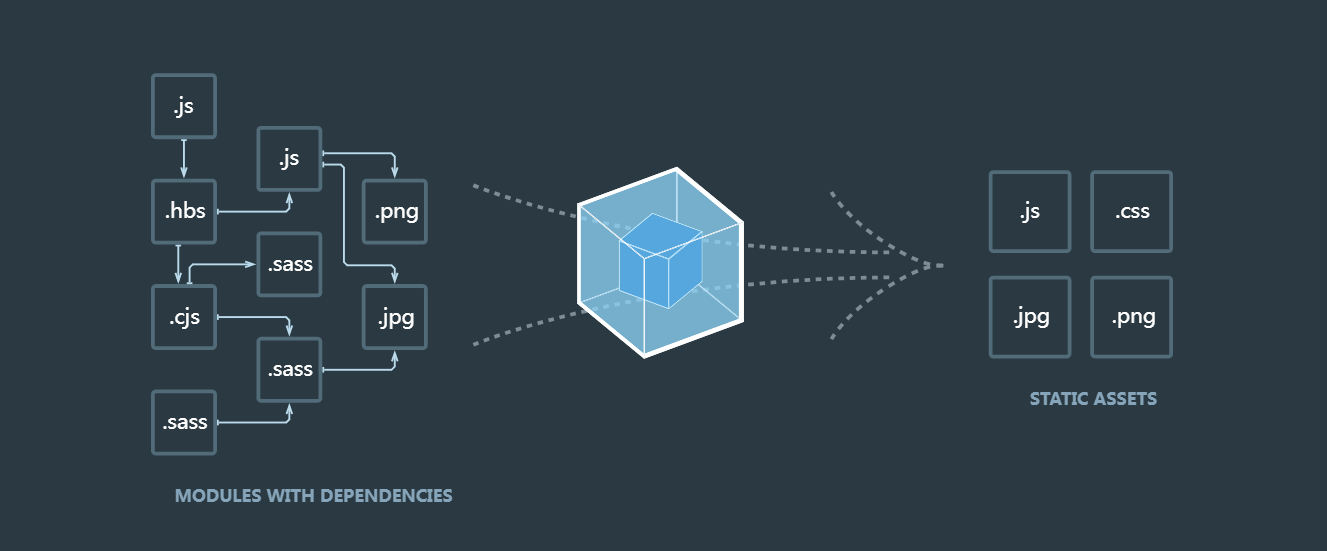 .js
.js
.hbs
.png
.sass
.cjs
.jpg
.sass
.sass
MODULES WITH DEPENDENCIES
.js
.css
.jpg
.png
STATIC ASSETS